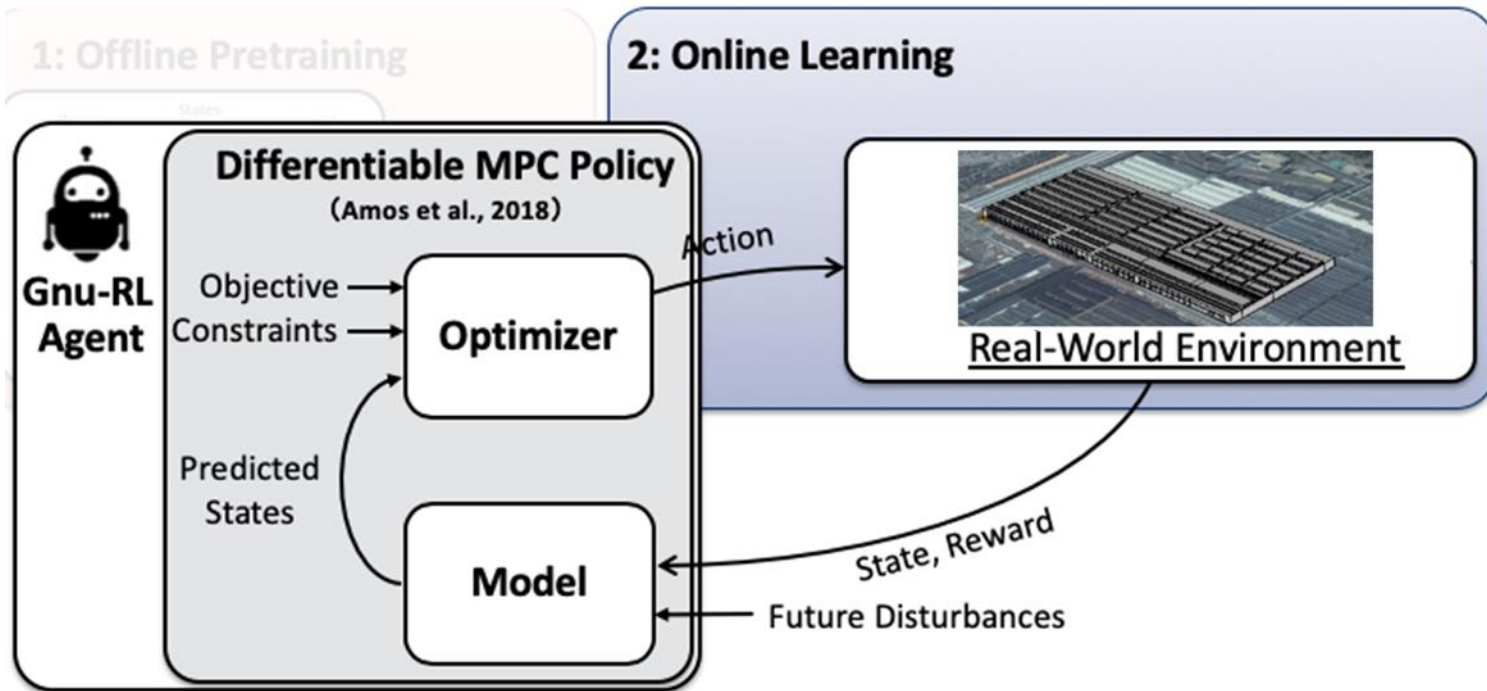 1: Offline Pretraining
States
2: Online Learning
Gnu-RL
Agent
Differentiable MPC Policy
(Amos et al., 2018)
Objective
Constraints
Optimizer
Predicted
States
Model
Action
Real-World Environment
State, Reward
Future Disturbances